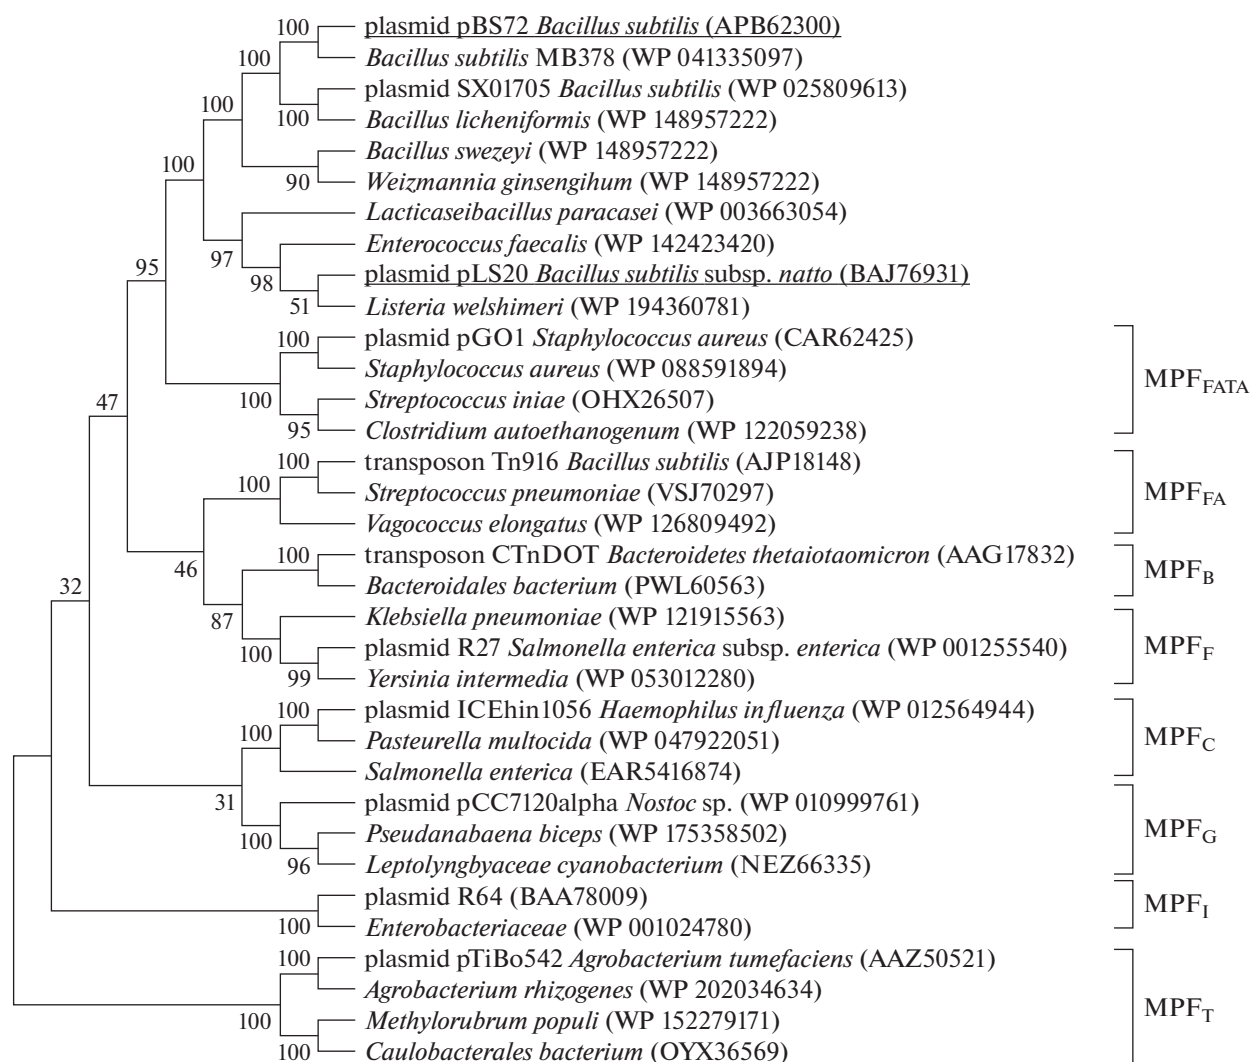 100 plasmid pBS72 Bacillus subtilis (APB62300)
100 Bacillus subtilis MB378 (WP 041335097)
plasmid SX01705 Bacillus subtilis (WP 025809613)
100
100 Bacillus licheniformis (WP 148957222)
Bacillus swezeyi (WP 148957222)
100
90 Weizmannia ginsengihum (WP 148957222)
Lacticaseibacillus paracasei (WP 003663054)
Enterococcus faecalis (WP 142423420)
97
95
98 plasmid pLS20 Bacillus subtilis subsp. natto (BAJ76931)
51 Listeria welshimeri (WP 194360781)
100 plasmid pGO1 Staphylococcus aureus (CAR62425)
Staphylococcus aureus (WP 088591894)
MPFFATA
47 100 Streptococcus iniae (OHX26507)
95 Clostridium autoethanogenum (WP 122059238)
100 transposon Tn916 Bacillus subtilis (AJP18148)
100 Streptococcus pneumoniae (VSJ70297)
MPFFA
Vagococcus elongatus (WP 126809492)
100 transposon CTnDOT Bacteroidetes thetaiotaomicron (AAG17832)
46
MPFB
32 Bacteroidales bacterium (PWL60563)
87 Klebsiella pneumoniae (WP 121915563)
100 plasmid R27 Salmonella enterica subsp. enterica (WP 001255540)
MPFF
99 Yersinia intermedia (WP 053012280)
100 plasmid ICEhin1056 Haemophilus influenza (WP 012564944)
100 Pasteurella multocida (WP 047922051)
MPFC
Salmonella enterica (EAR5416874)
31 plasmid pCC7120alpha Nostoc sp. (WP 010999761)
100 Pseudanabaena biceps (WP 175358502)
MPFG
96 Leptolyngbyaceae cyanobacterium (NEZ66335)
plasmid R64 (BAA78009)
MPFI
100 Enterobacteriaceae (WP 001024780)
100 plasmid pTiBo542 Agrobacterium tumefaciens (AAZ50521)
Agrobacterium rhizogenes (WP 202034634)
MPFT
100 Methylorubrum populi (WP 152279171)
100 Caulobacterales bacterium (OYX36569)